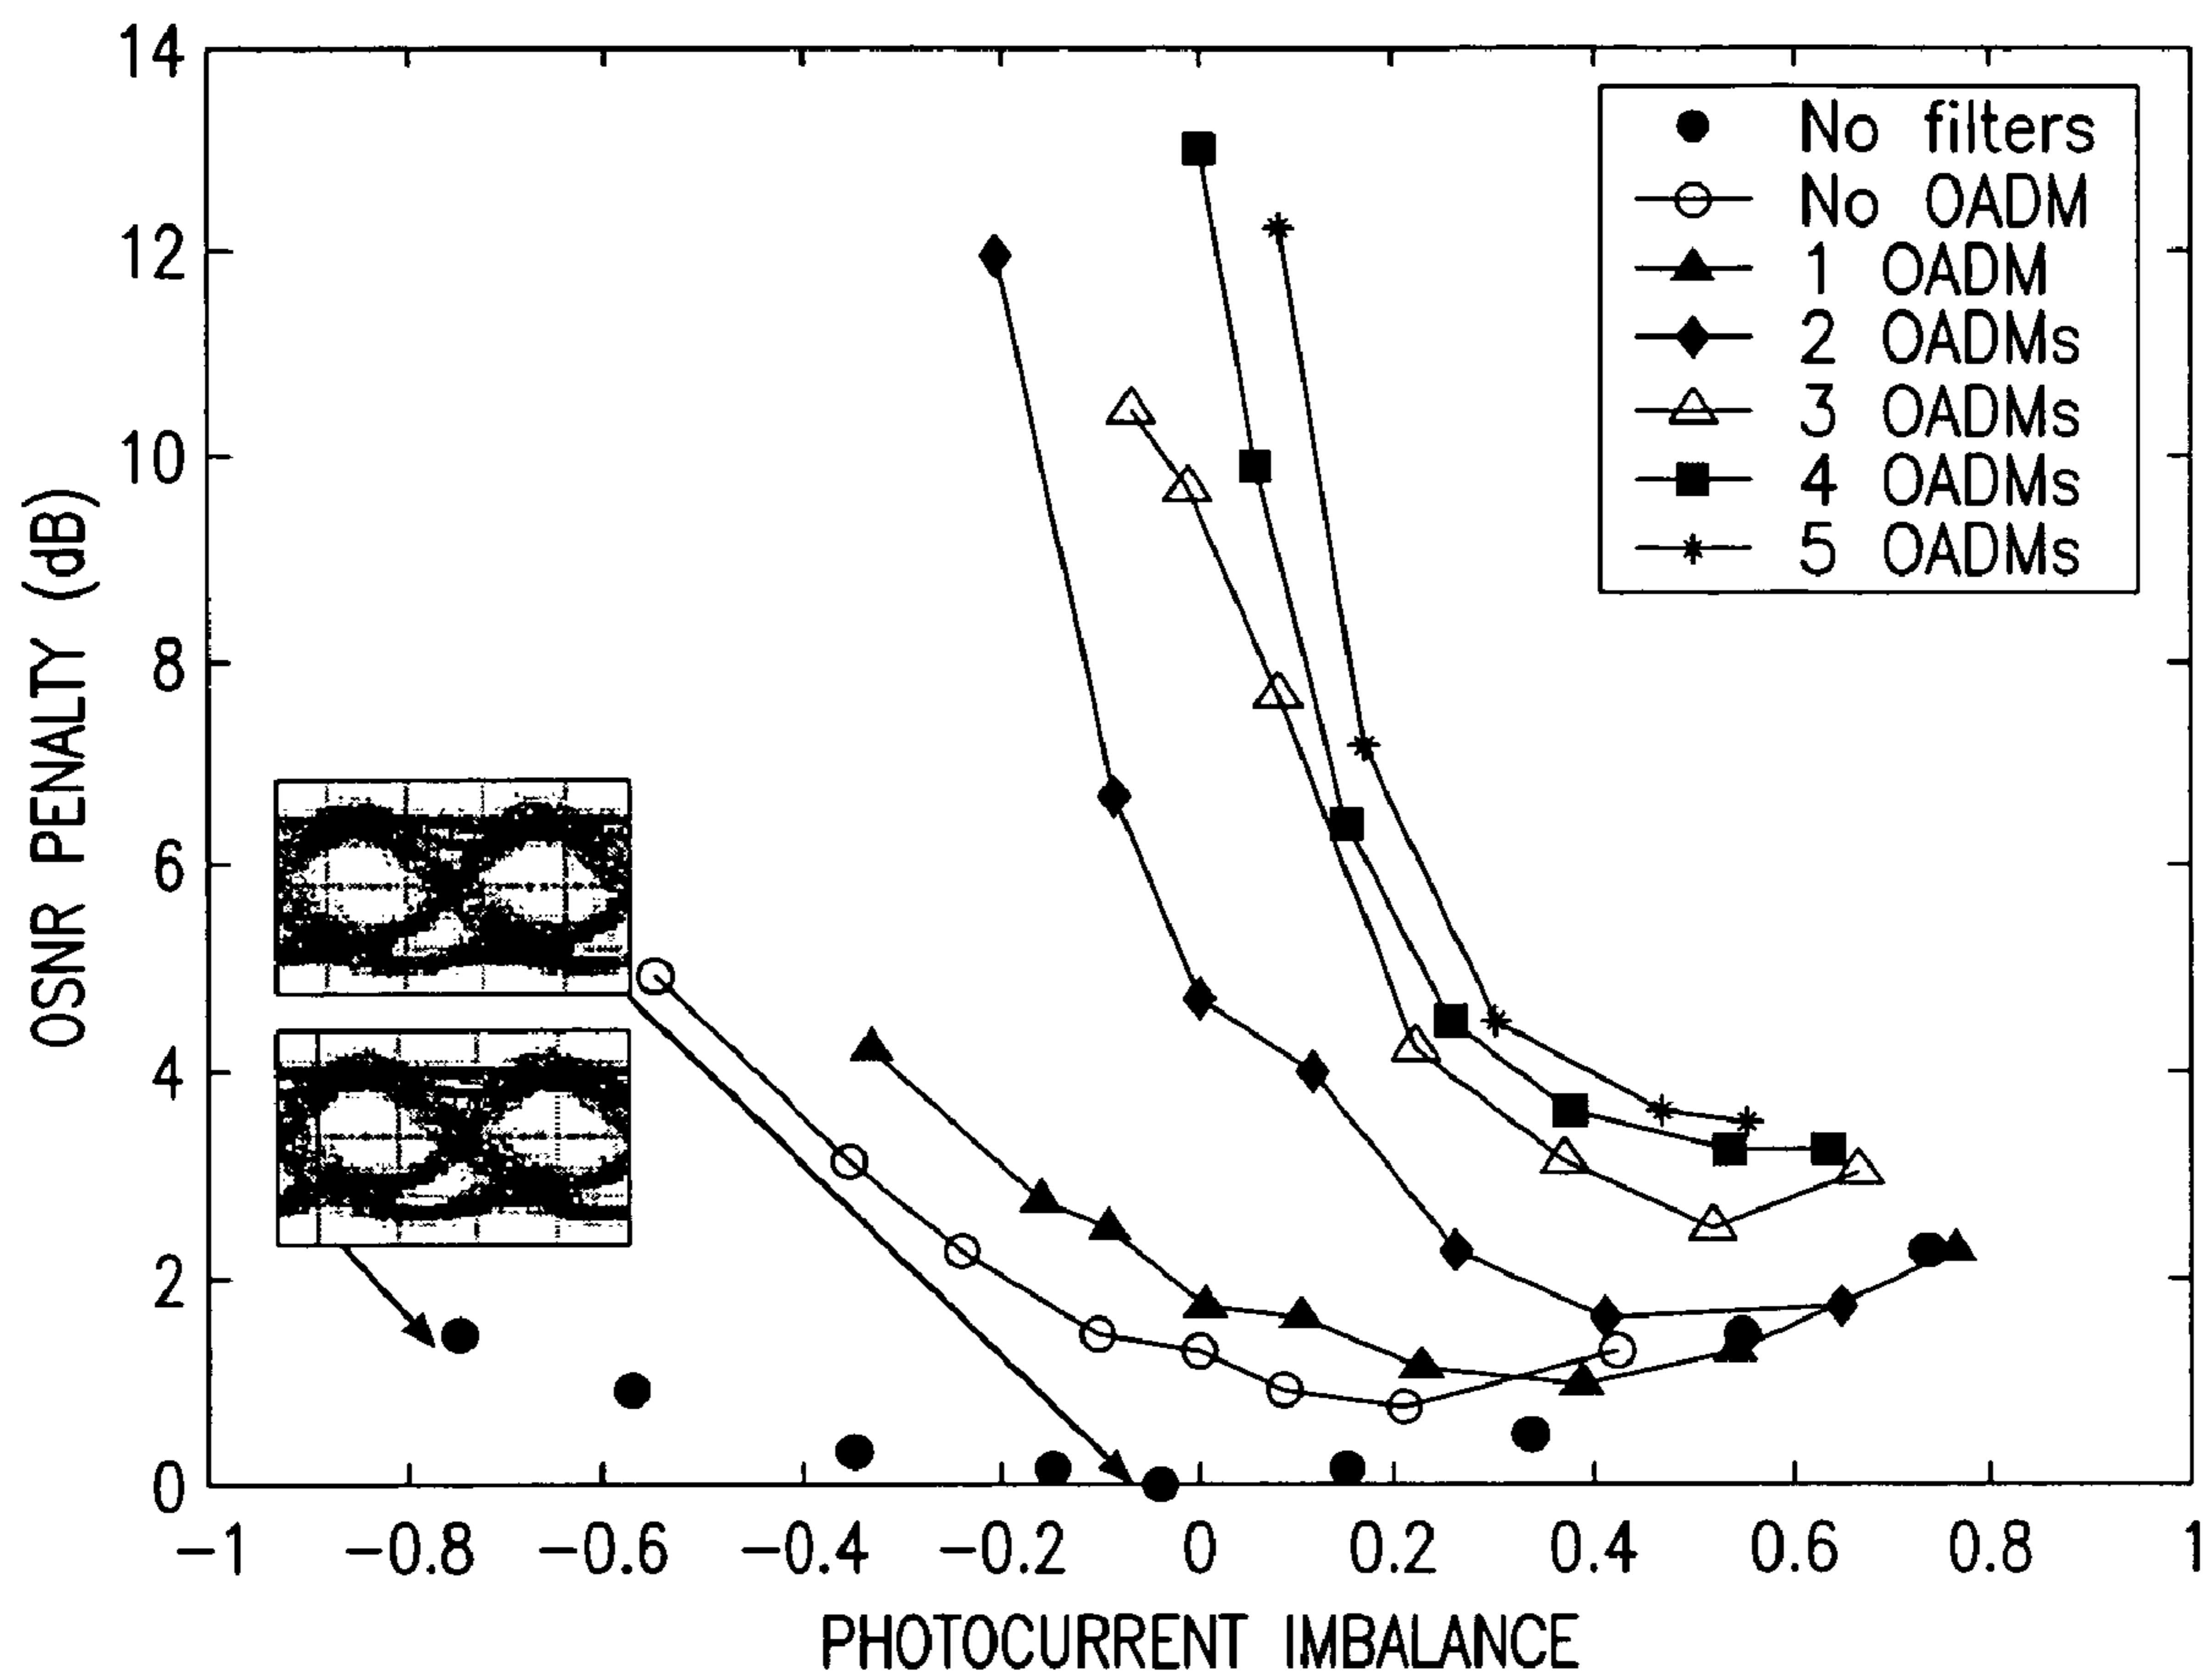 14
12
10
8
6
4
2
0
OSNR PENALTY (dB)
No filters
No OADM
1 OADM
2 OADMs
3 OADMs
4 OADMs
5 OADMs
−1 −0.8 −0.6 −0.4 −0.2 0 0.2 0.4 0.6 0.8 1
PHOTOCURRENT IMBALANCE